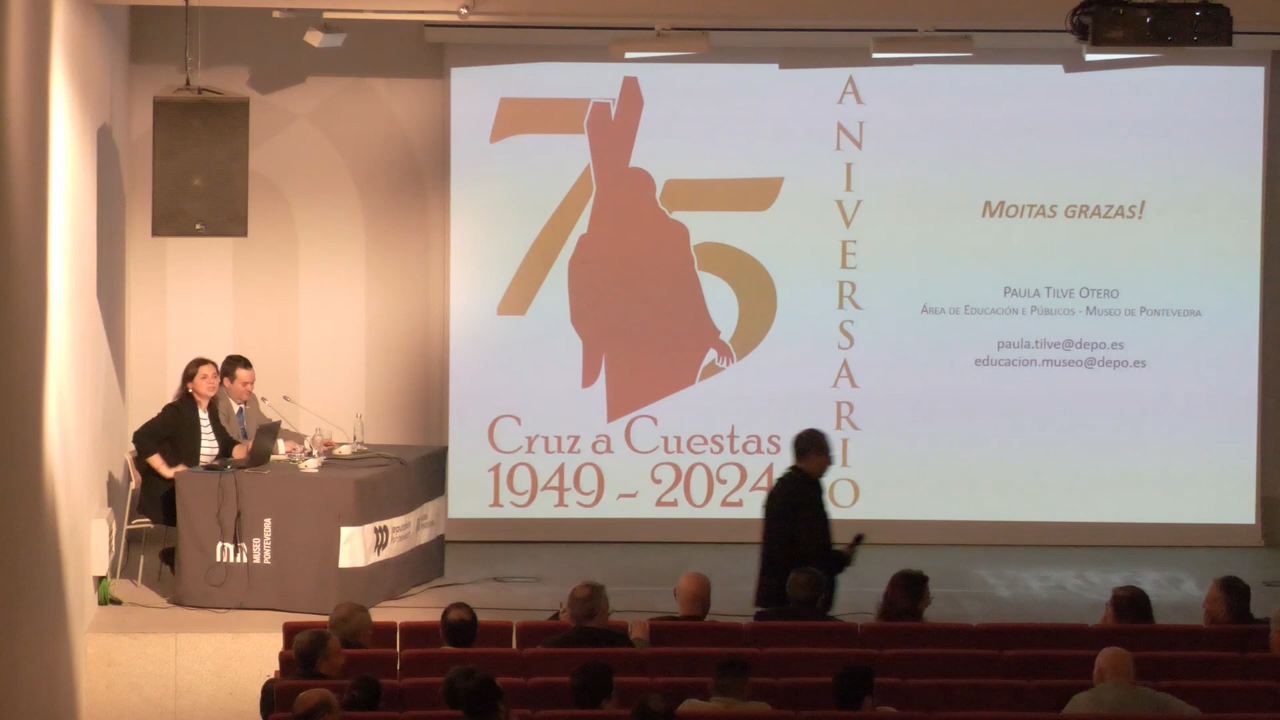 75
ANIVERSARIO
Cruz a Cuestas
1949 - 2024
MOITAS GRAZAS!
PAULA TILVE OTERO
ÁREA DE EDUCACIÓN E PÚBLICOS - MUSEO DE PONTEVEDRA
paula.tilve@depo.es
educacion.museo@depo.es
MUSEO
PONTEVEDRA